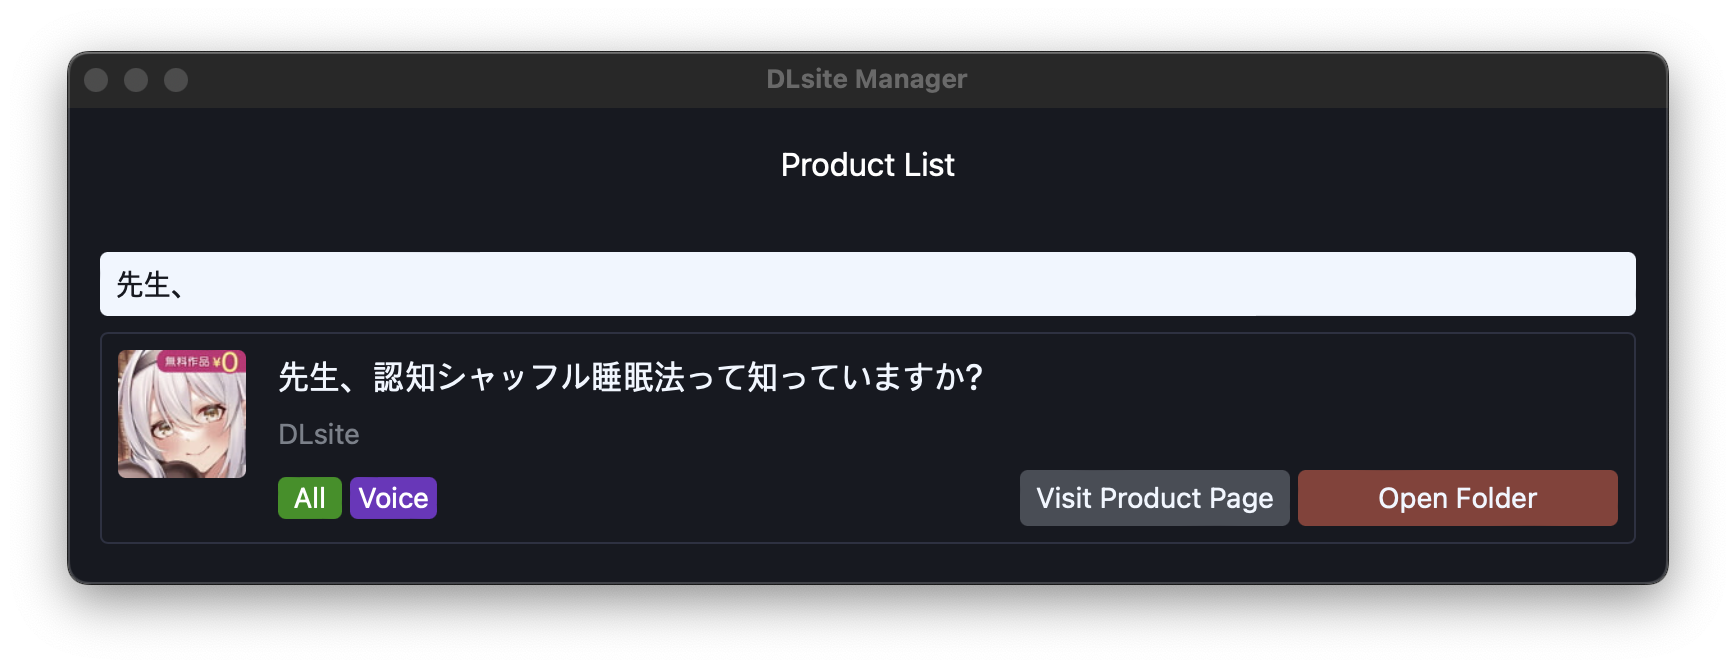 DLsite Manager
Product List
先生、
無料作品 ¥0
先生、認知シャッフル睡眠法って知っていますか?
DLsite
All Voice
Visit Product Page Open Folder